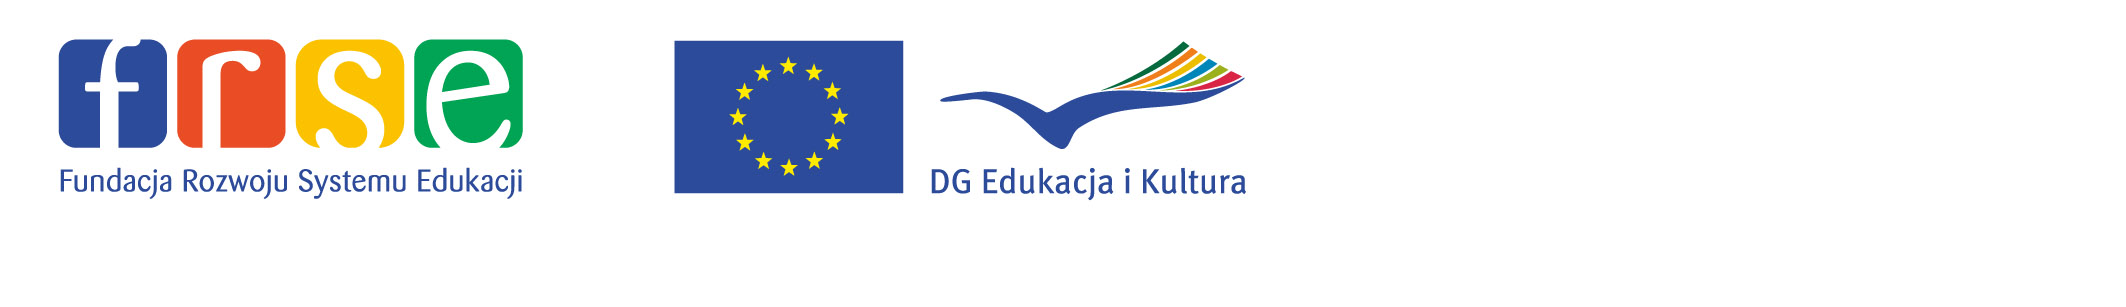 frse
Fundacja Rozwoju Systemu Edukacji
DG Edukacja i Kultura